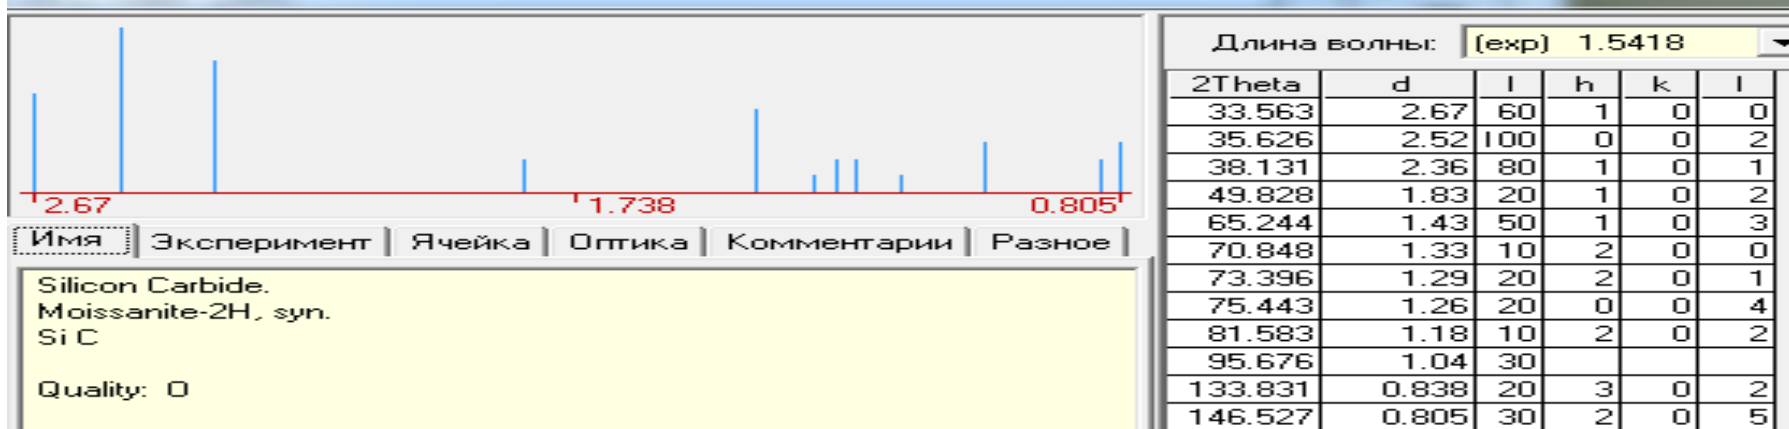 2.67 1.738 0.805
Имя Эксперимент Ячейка Оптика Комментарии Разное
Silicon Carbide.
Moissanite-2H, syn.
Si C
Quality: O
Длина волны: (exp) 1.5418
2Theta d I h k l
33.563 2.67 60 1 0 0
35.626 2.52 100 0 0 2
38.131 2.36 80 1 0 1
49.828 1.83 20 1 0 2
65.244 1.43 50 1 0 3
70.848 1.33 10 2 0 0
73.396 1.29 20 2 0 1
75.443 1.26 20 0 0 4
81.583 1.18 10 2 0 2
95.676 1.04 30
133.831 0.838 20 3 0 2
146.527 0.805 30 2 0 5